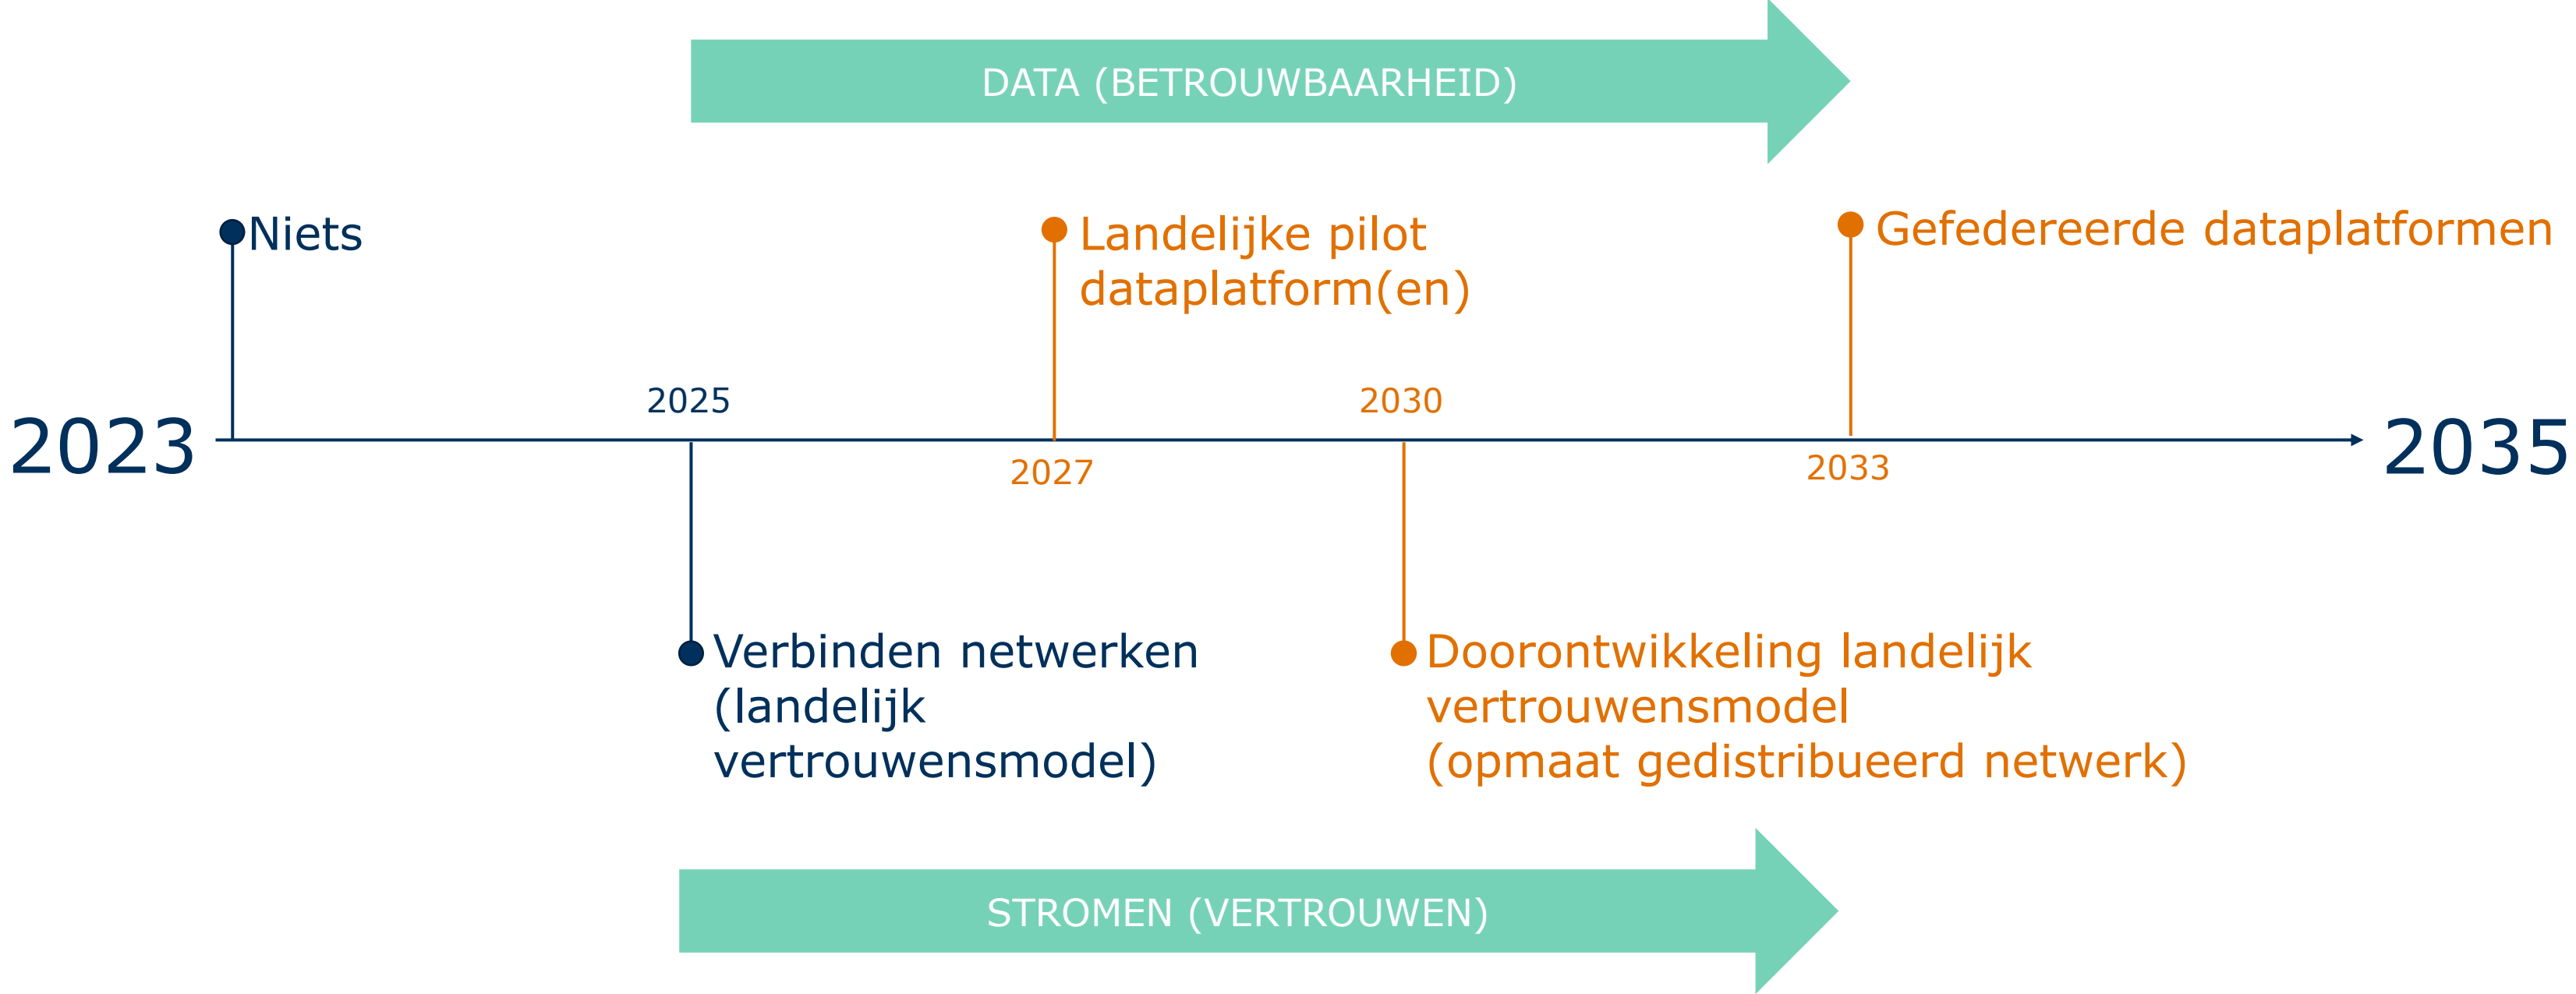 DATA (BETROUWBAARHEID)
Niets
Landelijke pilot
dataplatform(en)
Gefedereerde dataplatformen
2025
2030
2023
2035
2027
2033
Verbinden netwerken
(landelijk
vertrouwensmodel)
Doorontwikkeling landelijk
vertrouwensmodel
(opmaat gedistribueerd netwerk)
STROMEN (VERTROUWEN)